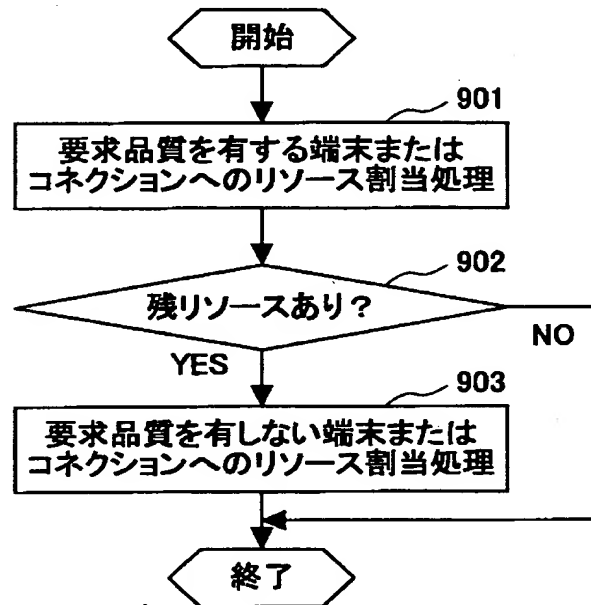 開始
901
要求品質を有する端末または
コネクションへのリソース割当処理
902
残リソースあり?
NO
YES
903
要求品質を有しない端末または
コネクションへのリソース割当処理
終了